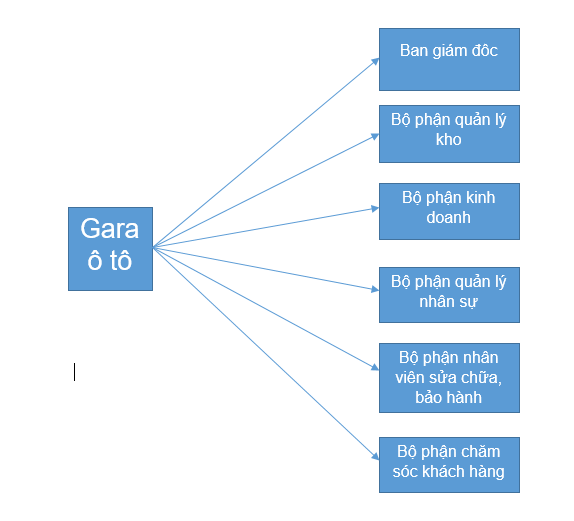 Gara
ô tô
Ban giám đôc
Bộ phận quản lý
kho
Bộ phận kinh
doanh
Bộ phận quản lý
nhân sự
Bộ phận nhân
viên sửa chữa,
bảo hành
Bộ phận chăm
sóc khách hàng